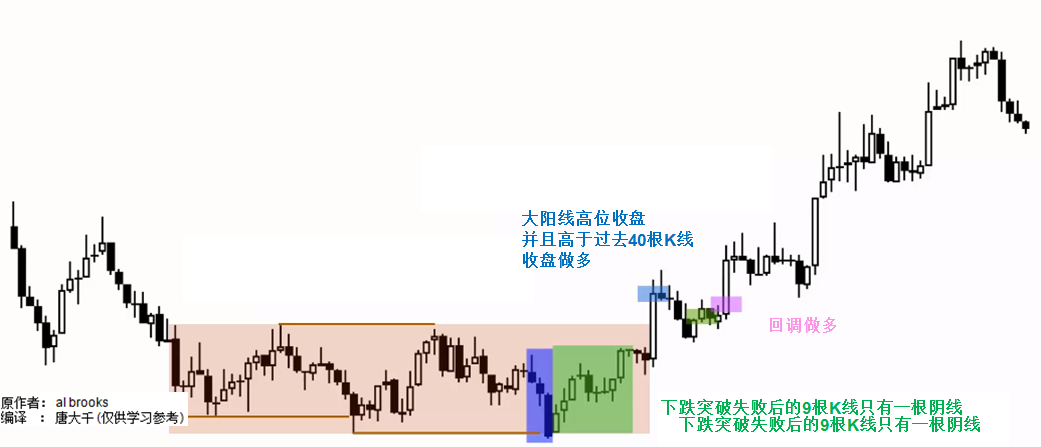 大阳线高位收盘
并且高于过去40根K线
收盘做多
回调做多
原作者： al brooks
编译 ： 唐大千 (仅供学习参考)
下跌突破失败后的9根K线只有一根阴线
下跌突破失败后的9根K线只有一根阴线